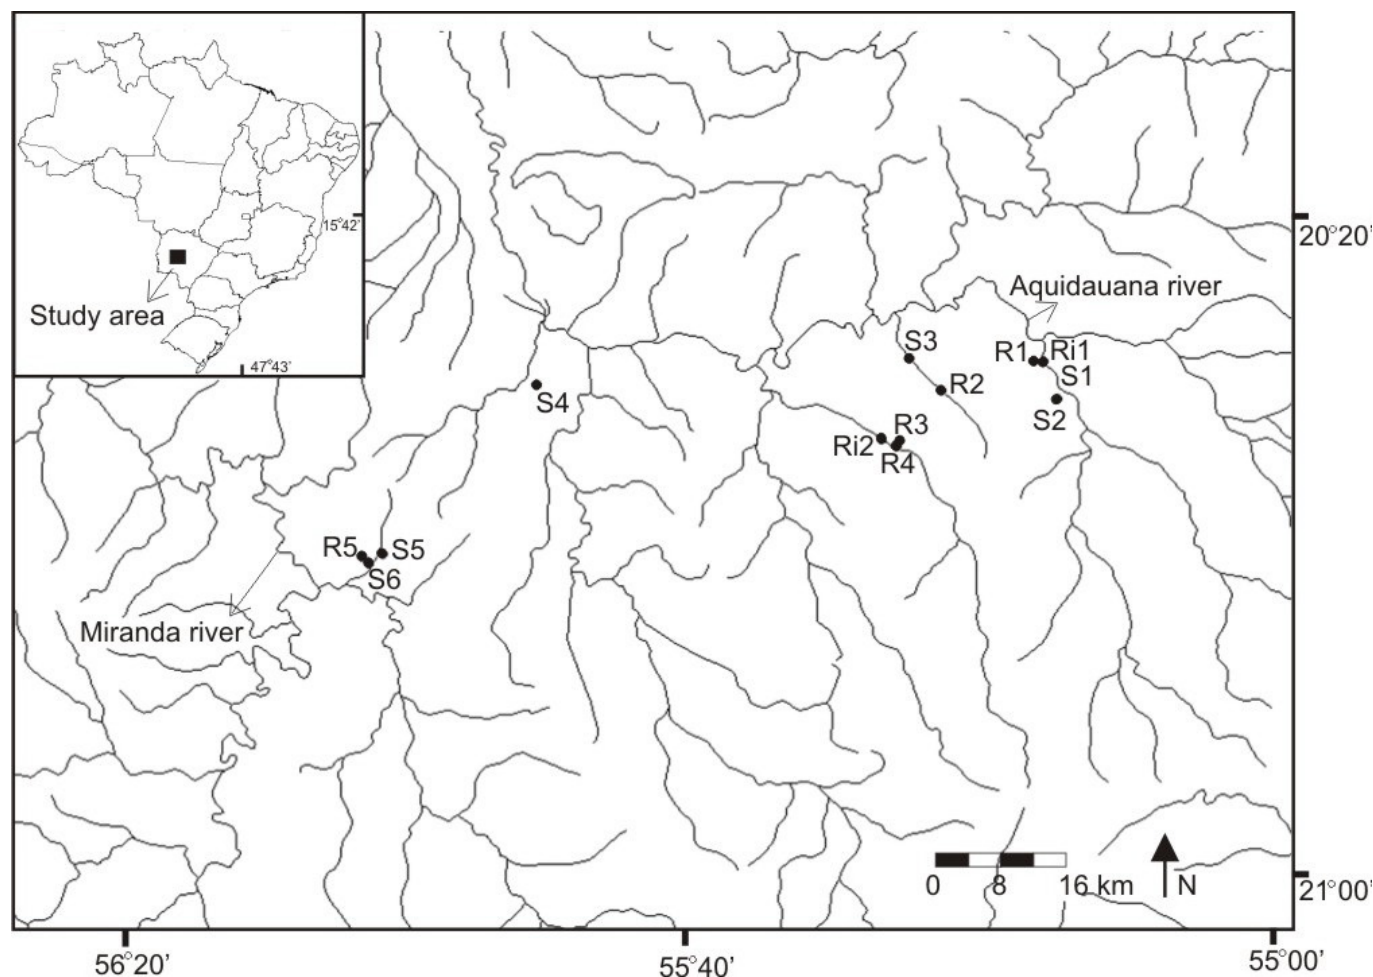 15°42'
Study area
47°43'
20°20'
Aquidauana river
S3
R1
Ri1
S1
R2
S4
S2
R3
Ri2
R4
R5
S5
S6
Miranda river
0 8 16 km
N
21°00'
56°20'
55°40'
55°00'